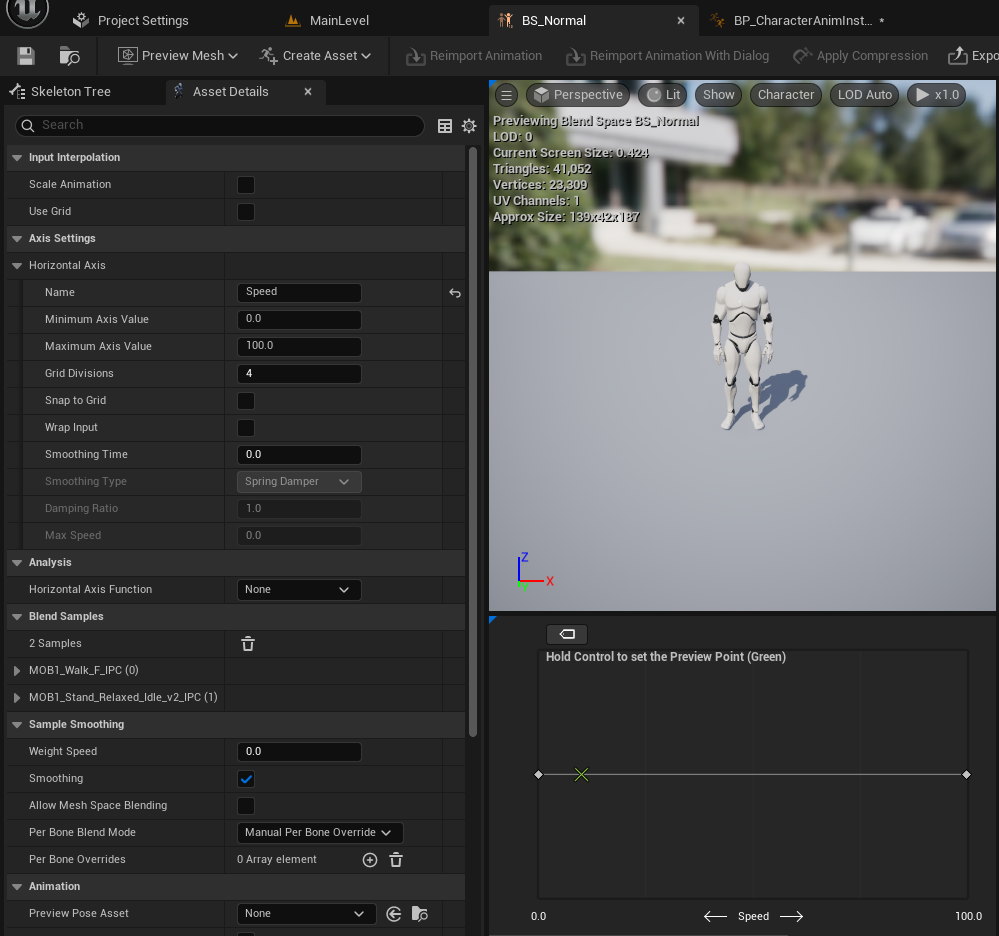 Project Settings
MainLevel
BS_Normal
BP_CharacterAnimInst...
Preview Mesh
Create Asset
Reimport Animation
Reimport Animation With Dialog
Apply Compression
Expo
Skeleton Tree
Asset Details
Search
Input Interpolation
Scale Animation
Use Grid
Axis Settings
Horizontal Axis
Name Speed
Minimum Axis Value 0.0
Maximum Axis Value 100.0
Grid Divisions 4
Snap to Grid
Wrap Input
Smoothing Time 0.0
Smoothing Type Spring Damper
Damping Ratio 1.0
Max Speed 0.0
Analysis
Horizontal Axis Function None
Blend Samples
2 Samples
MOB1_Walk_F_IPC (0)
MOB1_Stand_Relaxed_Idle_v2_IPC (1)
Sample Smoothing
Weight Speed 0.0
Smoothing
Allow Mesh Space Blending
Per Bone Blend Mode Manual Per Bone Override
Per Bone Overrides 0 Array element
Animation
Preview Pose Asset None
Perspective
Lit
Show
Character
LOD Auto
x1.0
Previewing Blend Space BS_Normal
LOD: 0
Current Screen Size: 0.424
Triangles: 41,052
Vertices: 23,309
UV Channels: 1
Approx Size: 139x42x187
Z
X
Y
Hold Control to set the Preview Point (Green)
0.0
Speed
100.0